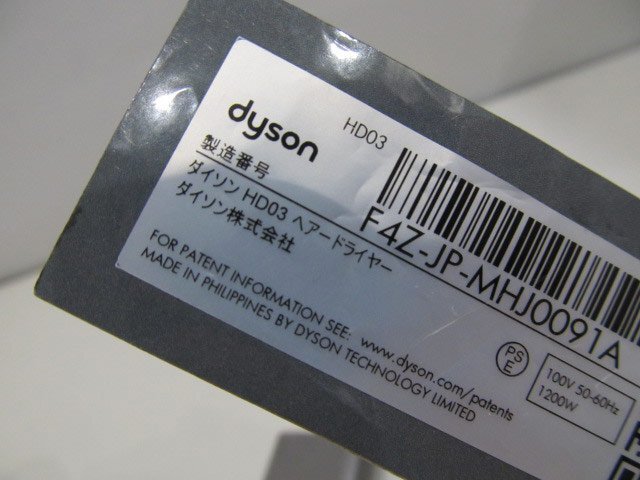 dyson
HD03
製造番号
F4Z-JP-MHJ0091A
ダイソン HD03 ヘアードライヤー
ダイソン株式会社
FOR PATENT INFORMATION SEE: www.dyson.com/patents
MADE IN PHILIPPINES BY DYSON TECHNOLOGY LIMITED
PS
E
100V 50-60Hz
1200W